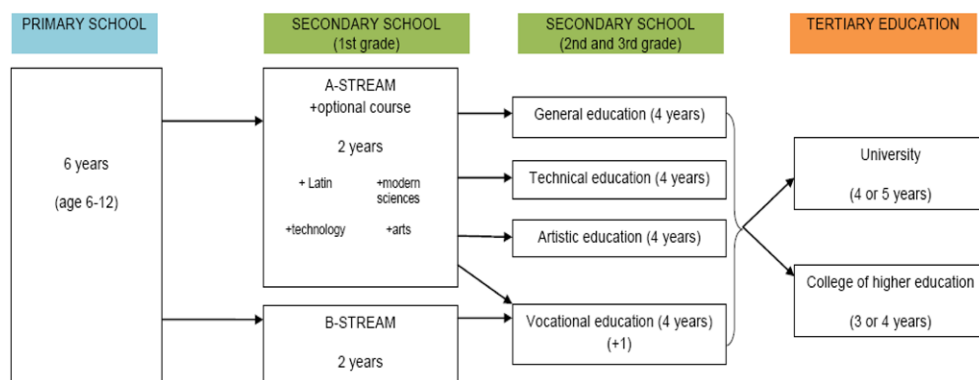 PRIMARY SCHOOL
6 years
(age 6-12)
SECONDARY SCHOOL
(1st grade)
A-STREAM
+optional course
2 years
+ Latin
+modern
sciences
+technology
+arts
B-STREAM
2 years
SECONDARY SCHOOL
(2nd and 3rd grade)
General education (4 years)
Technical education (4 years)
Artistic education (4 years)
Vocational education (4 years)
(+1)
TERTIARY EDUCATION
University
(4 or 5 years)
College of higher education
(3 or 4 years)